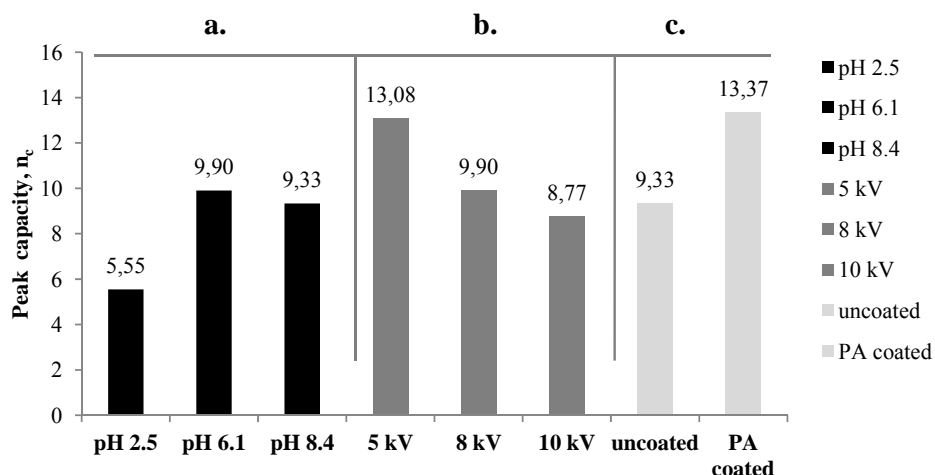 a.
b.
c.
16
14
12
10
8
6
4
2
0
Peak capacity, nc
5,55
9,90
9,33
13,08
9,90
8,77
9,33
13,37
pH 2.5
pH 6.1
pH 8.4
5 kV
8 kV
10 kV
uncoated
PA
coated
pH 2.5
pH 6.1
pH 8.4
5 kV
8 kV
10 kV
uncoated
PA coated